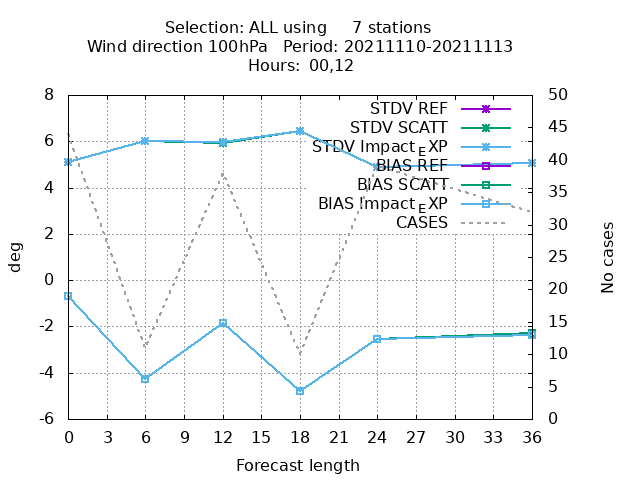 Selection: ALL using 7 stations
Wind direction 100hPa Period: 20211110-20211113
Hours: 00,12
8
6
4
2
0
-2
-4
-6
deg
50
45
40
35
30
25
20
15
10
5
0
No cases
STDV REF
STDV SCATT
STDV Impact_EXP
BIAS REF
BIAS SCATT
BIAS Impact_EXP
CASES
0 3 6 9 12 15 18 21 24 27 30 33 36
Forecast length